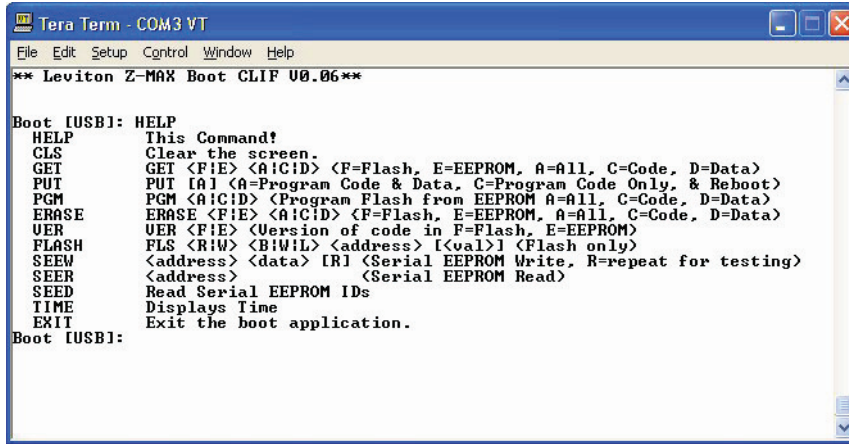 Tera Term - COM3 VT
File Edit Setup Control Window Help
** Leviton Z-MAX Boot CLIF V0.06**
Boot [USB]: HELP
HELP This Command!
CLS Clear the screen.
GET GET <F|E> <A|C|D> (F=Flash, E=EEPROM, A=All, C=Code, D=Data)
PUT PUT [A] (A=Program Code & Data, C=Program Code Only, & Reboot)
PGM PGM <A|C|D> (Program Flash from EEPROM A=All, C=Code, D=Data)
ERASE ERASE <F|E> <A|C|D> (F=Flash, E=EEPROM, A=All, C=Code, D=Data)
VER VER <F|E> (Version of code in F=Flash, E=EEPROM)
FLASH FLS <R|W> <B|W|L> <address> [<val>] (Flash only)
SEEW <address> <data> [R] (Serial EEPROM Write, R=repeat for testing)
SEER <address> (Serial EEPROM Read)
SEED Read Serial EEPROM IDs
TIME Displays Time
EXIT Exit the boot application.
Boot [USB]: